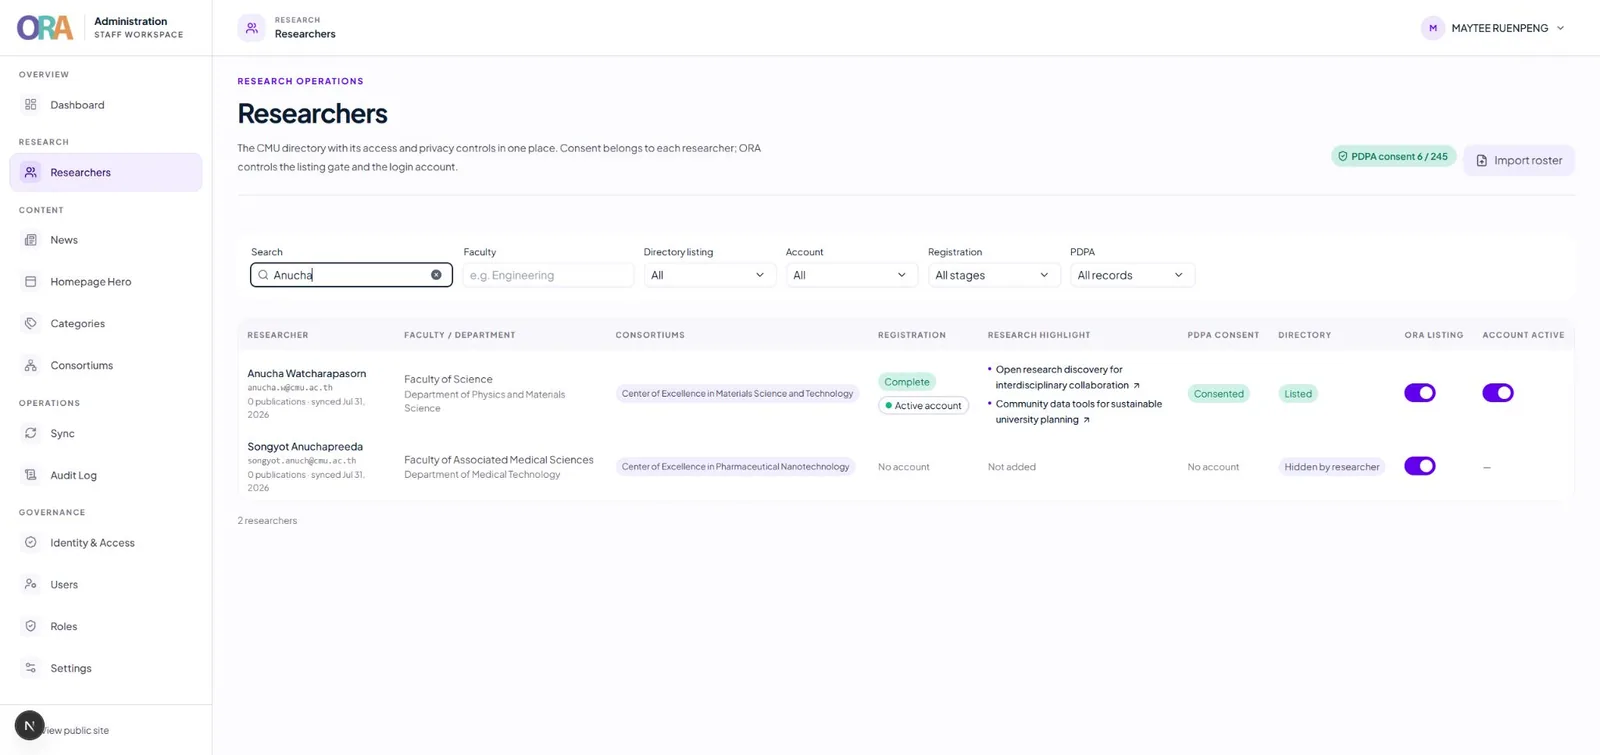 ORA
Administration
STAFF WORKSPACE
RESEARCH
Researchers
M
MAYTEE RUENPENG
OVERVIEW
Dashboard
RESEARCH
Researchers
CONTENT
News
Homepage Hero
Categories
Consortiums
OPERATIONS
Sync
Audit Log
GOVERNANCE
Identity & Access
Users
Roles
Settings
N
View public site
RESEARCH OPERATIONS
Researchers
The CMU directory with its access and privacy controls in one place. Consent belongs to each researcher; ORA
controls the listing gate and the login account.
PDPA consent 6 / 245
Import roster
Search
Anucha
Faculty
e.g. Engineering
Directory listing
All
Account
All
Registration
All stages
PDPA
All records
RESEARCHER
FACULTY / DEPARTMENT
CONSORTIUMS
REGISTRATION
RESEARCH HIGHLIGHT
PDPA CONSENT
DIRECTORY
ORA LISTING
ACCOUNT ACTIVE
Anucha Watcharapasorn
anucha.w@cmu.ac.th
0 publications · synced Jul 31,
2026
Faculty of Science
Department of Physics and Materials
Science
Center of Excellence in Materials Science and Technology
Complete
Active account
• Open research discovery for
interdisciplinary collaboration ↗
• Community data tools for sustainable
university planning ↗
Consented
Listed
Songyot Anuchapreeda
songyot.anuch@cmu.ac.th
0 publications · synced Jul 31,
2026
Faculty of Associated Medical Sciences
Department of Medical Technology
Center of Excellence in Pharmaceutical Nanotechnology
No account
Not added
No account
Hidden by researcher
—
2 researchers